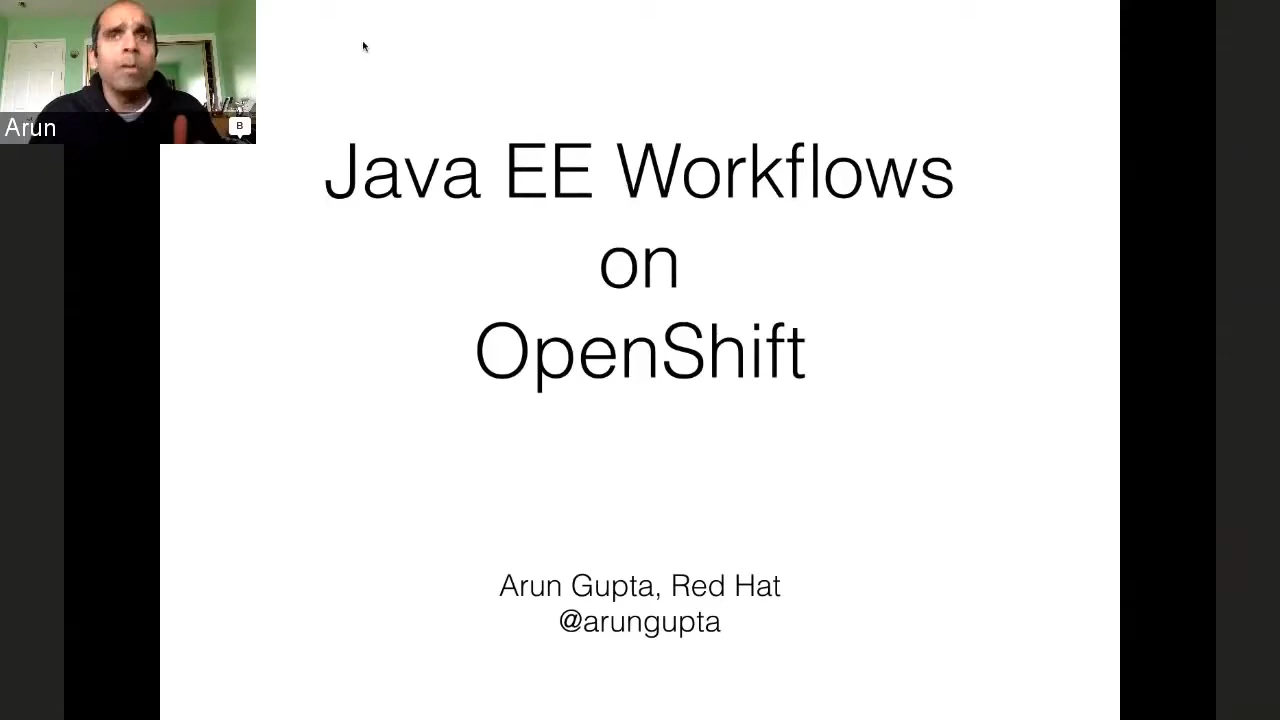 Arun
B
Java EE Workflows
on
OpenShift
Arun Gupta, Red Hat
@arungupta